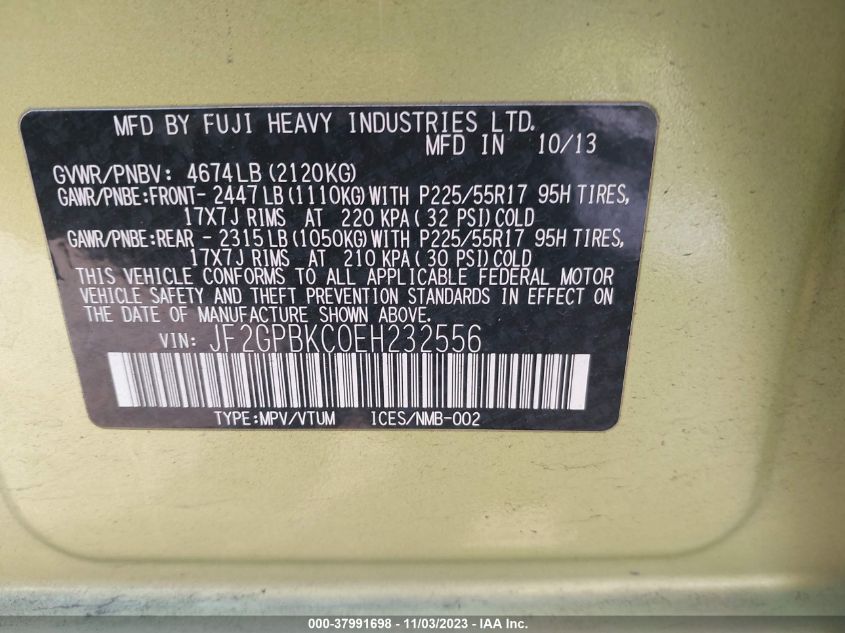 MFD BY FUJI HEAVY INDUSTRIES LTD.
MFD IN 10/13
GVWR/PNBV: 4674LB (2120KG)
GAWR/PNBE:FRONT- 2447LB (1110KG) WITH P225/55R17 95H TIRES,
17X7J RIMS AT 220 KPA ( 32 PSI) COLD
GAWR/PNBE:REAR - 2315LB (1050KG) WITH P225/55R17 95H TIRES,
17X7J RIMS AT 210 KPA ( 30 PSI) COLD
THIS VEHICLE CONFORMS TO ALL APPLICABLE FEDERAL MOTOR
VEHICLE SAFETY AND THEFT PREVENTION STANDARDS IN EFFECT ON
THE DATE OF MANUFACTURE SHOWN ABOVE.
VIN: JF2GPBKC0EH232556
TYPE:MPV/VTUM ICES/NMB-002
000-37991698 - 11/03/2023 - IAA Inc.